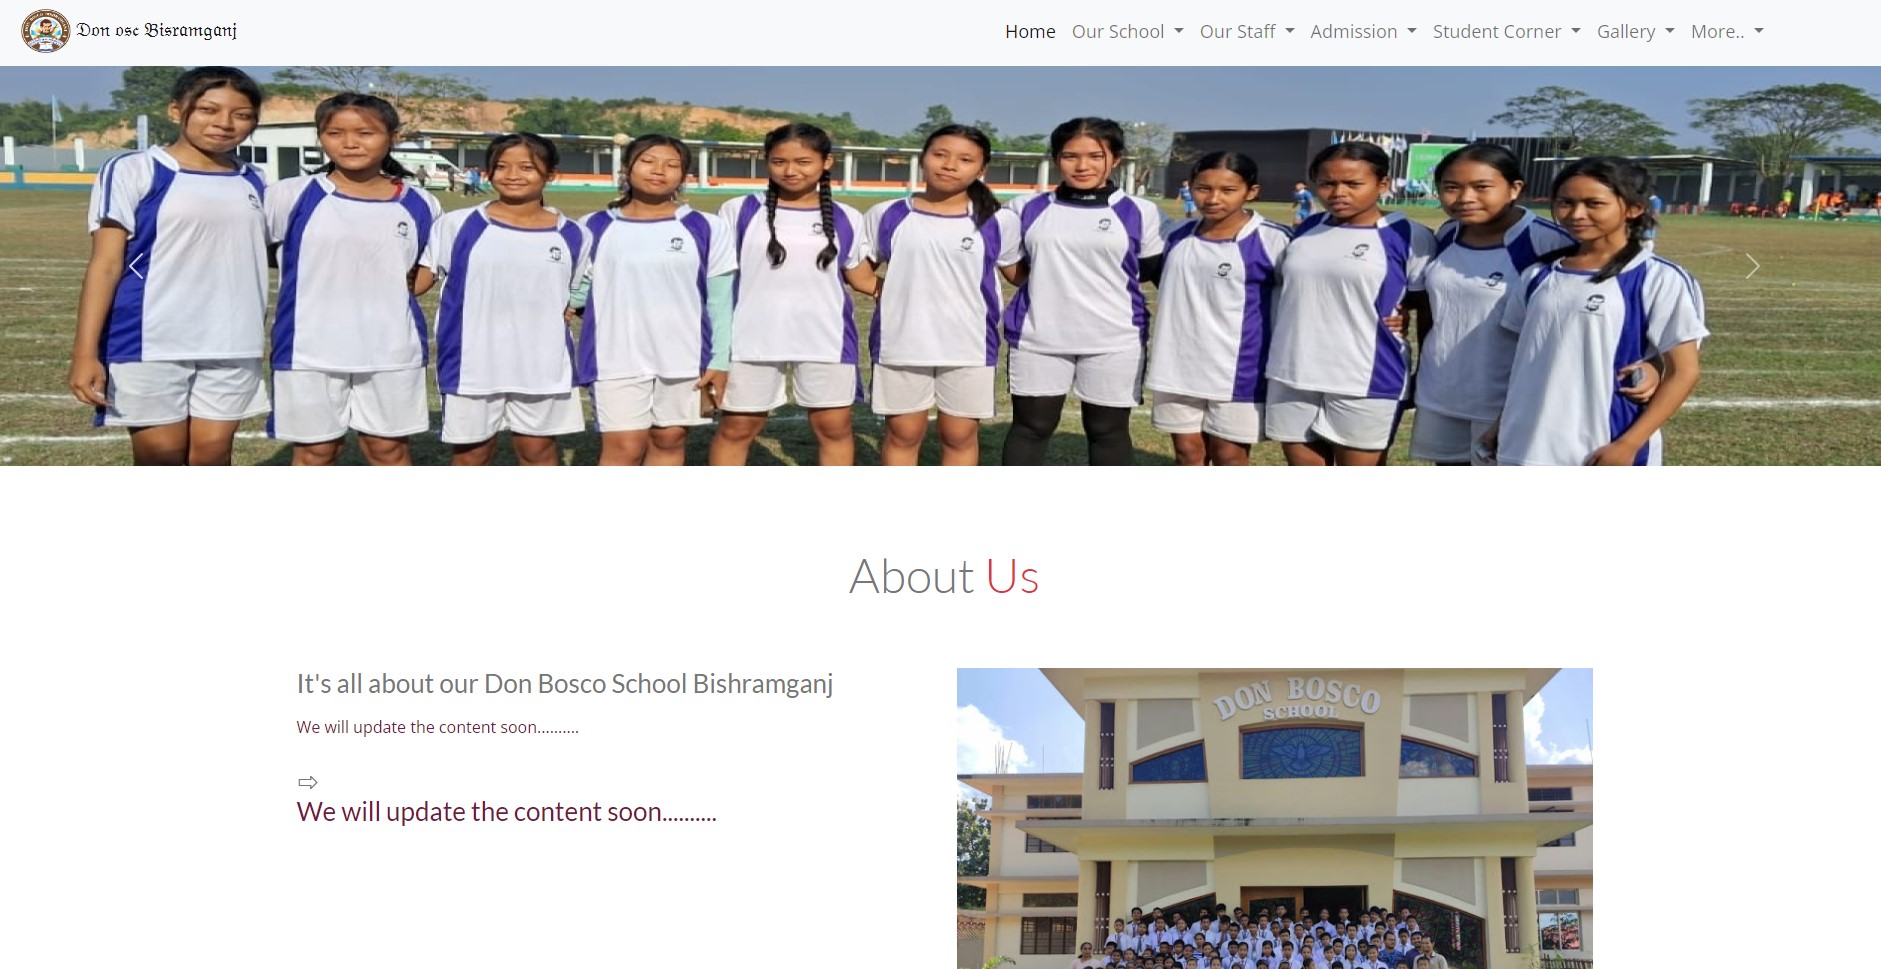 Don osc Bisramganj
Home Our School Our Staff Admission Student Corner Gallery More..
About Us
It's all about our Don Bosco School Bishramganj
We will update the content soon..........
⇨
We will update the content soon..........
DON BOSCO
SCHOOL